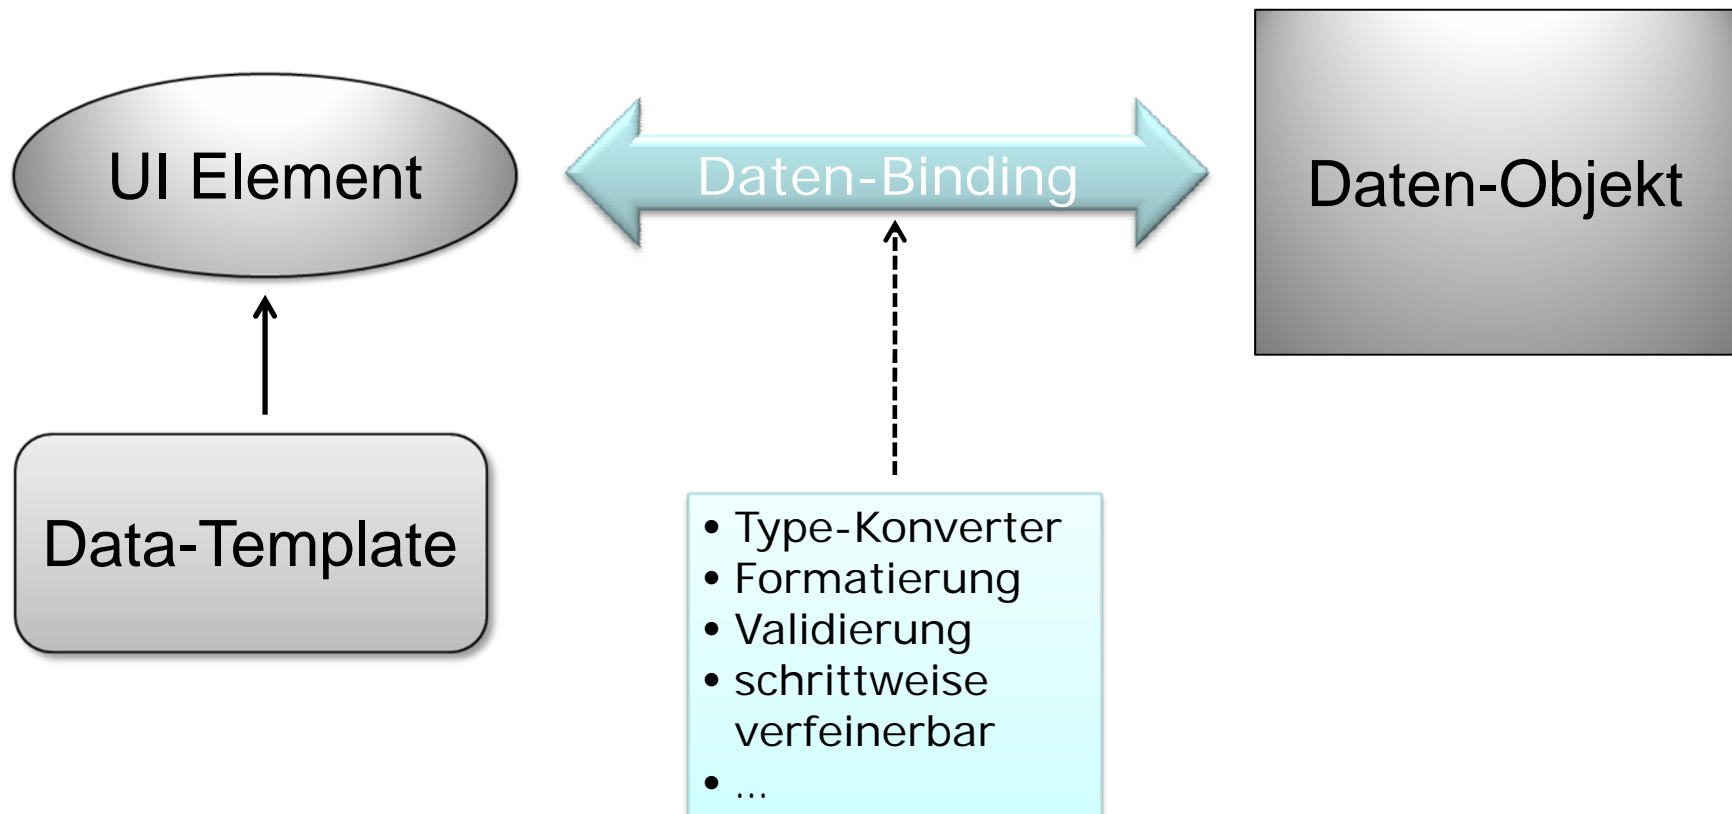 UI Element
Daten-Binding
Daten-Objekt
Data-Template
• Type-Konverter
• Formatierung
• Validierung
• schrittweise
verfeinerbar
• ...